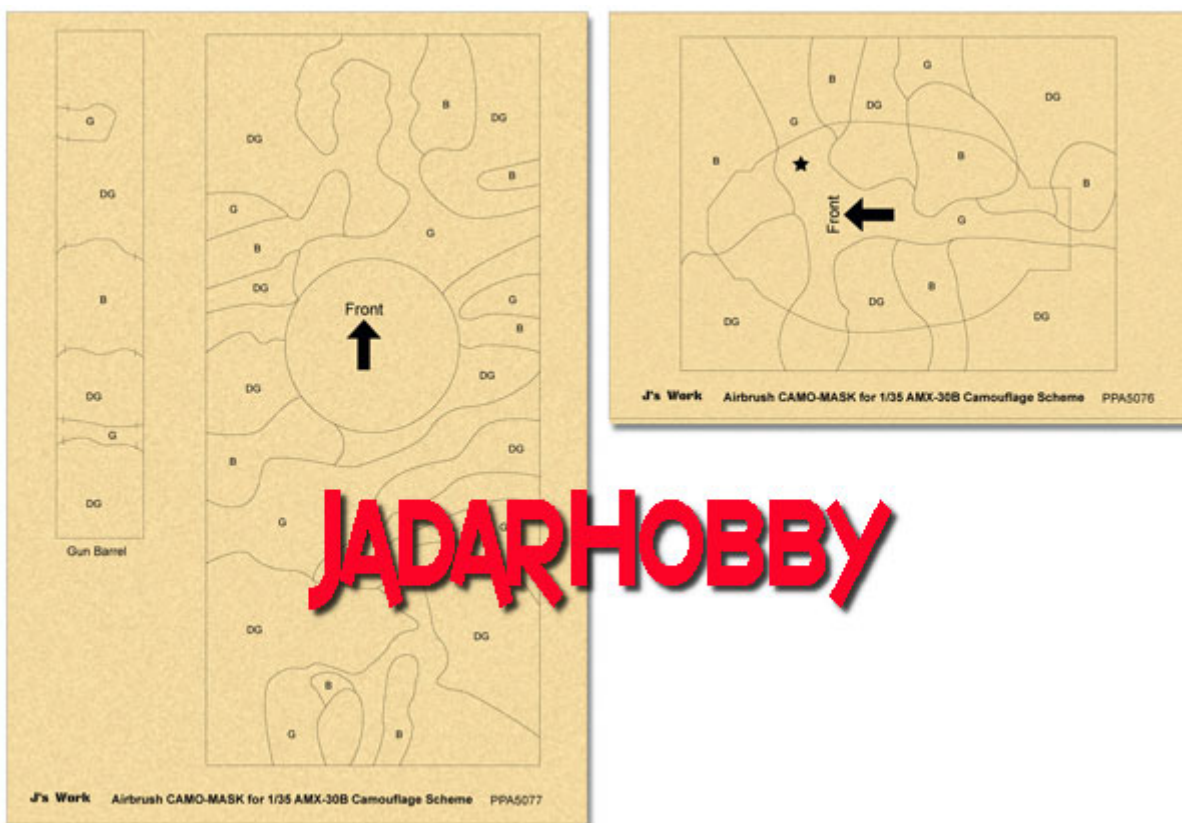 G
DG
B
DG
G
DG
Gun Barrel
DG
B
DG
B
G
G
B
DG
G
B
Front
DG
DG
B
DG
G
G
DG
DG
B
G
B
J's Work Airbrush CAMO-MASK for 1/35 AMX-30B Camouflage Scheme PPA5077
G
B
DG
DG
G
B
B
B
G
Front
DG
B
DG
DG
J's Work Airbrush CAMO-MASK for 1/35 AMX-30B Camouflage Scheme PPA5076
JADARHOBBY